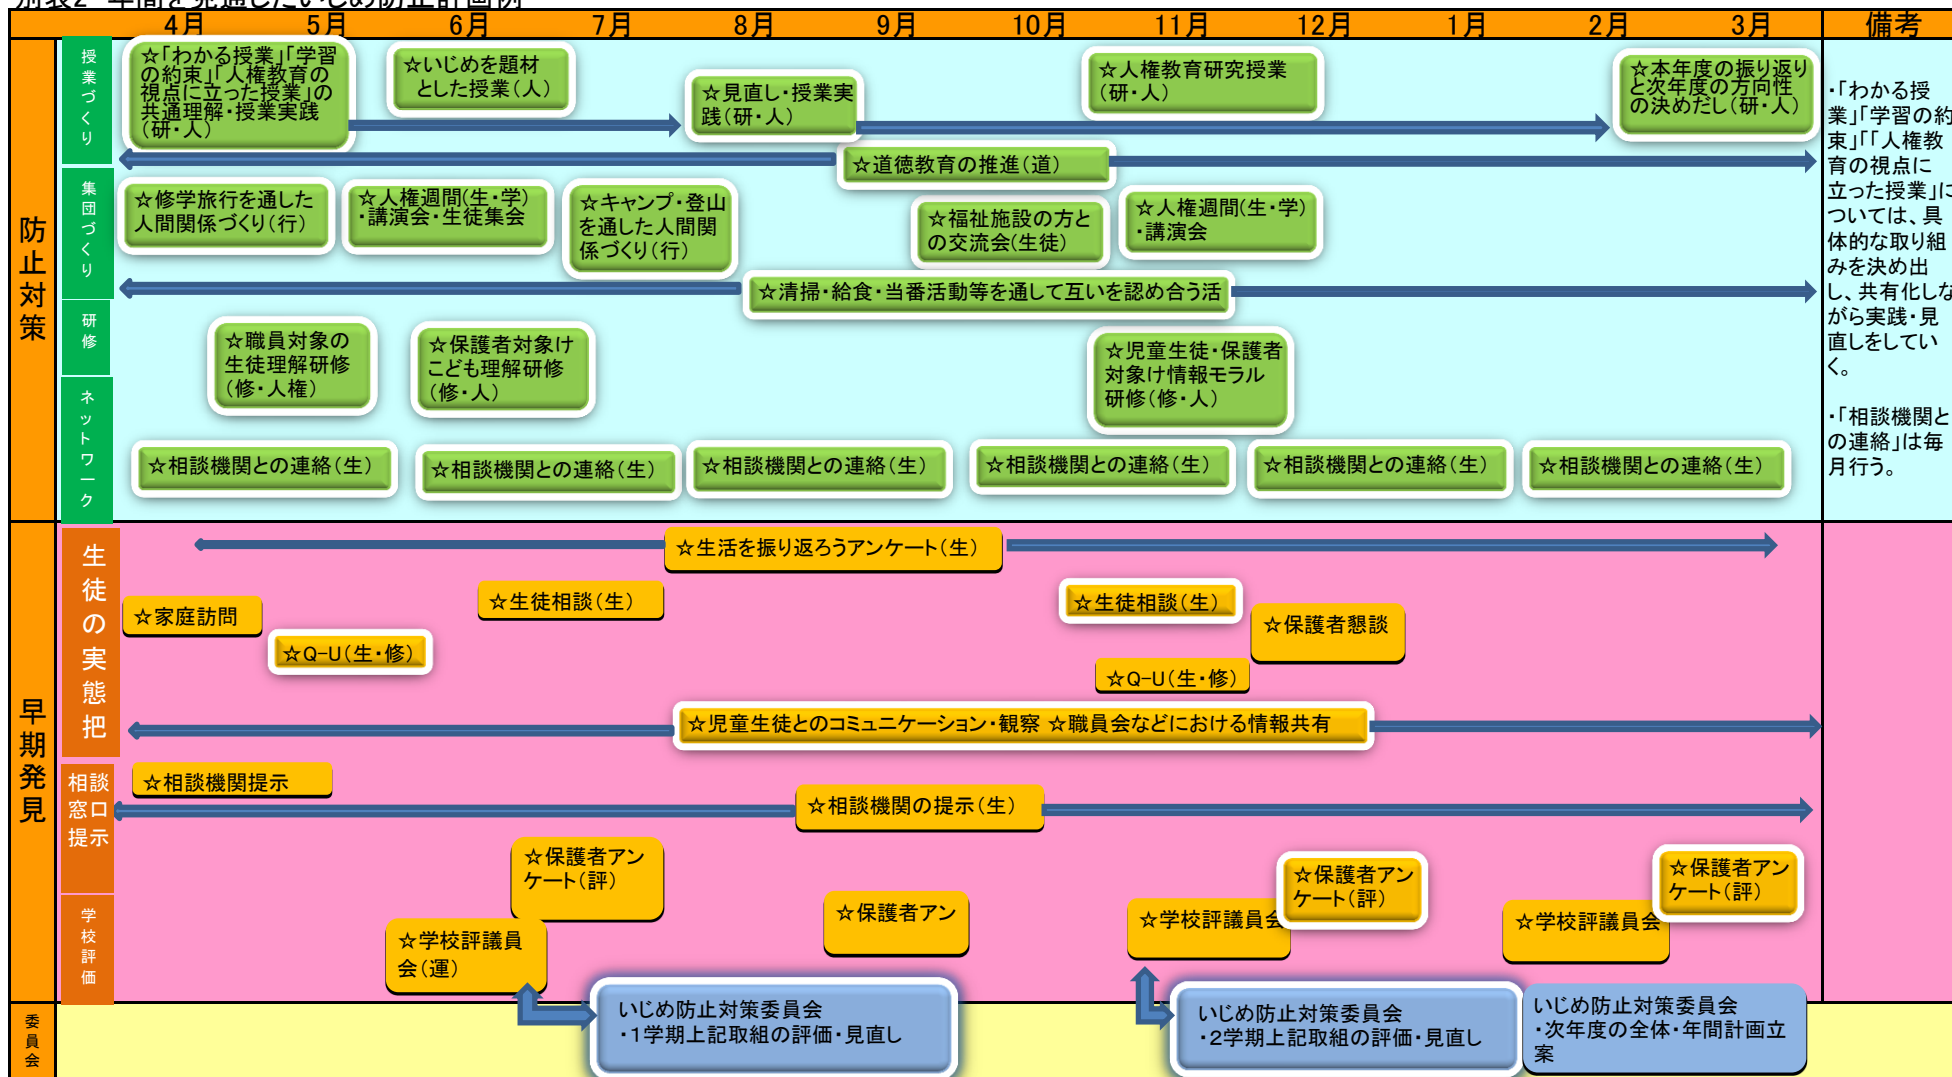 別表2 年間を見通したいじめ防止計画例
4月 5月 6月 7月 8月 9月 10月 11月 12月 1月 2月 3月 備考
防止対策
授業づくり
☆「わかる授業」「学習
の約束」「人権教育の
視点に立った授業」の
共通理解・授業実践
(研・人)
☆いじめを題材
とした授業(人)
☆見直し・授業実
践(研・人)
☆人権教育研究授業
(研・人)
☆本年度の振り返り
と次年度の方向性
の決めだし(研・人)
☆道徳教育の推進(道)
集団づくり
☆修学旅行を通した
人間関係づくり(行)
☆人権週間(生・学)
・講演会・生徒集会
☆キャンプ・登山
を通した人間関
係づくり(行)
☆福祉施設の方と
の交流会(生徒)
☆人権週間(生・学)
・講演会
☆清掃・給食・当番活動等を通して互いを認め合う活
研修
☆職員対象の
生徒理解研修
(修・人権)
☆保護者対象け
こども理解研修
(修・人)
☆児童生徒・保護者
対象け情報モラル
研修(修・人)
ネットワーク
☆相談機関との連絡(生)
☆相談機関との連絡(生)
☆相談機関との連絡(生)
☆相談機関との連絡(生)
☆相談機関との連絡(生)
☆相談機関との連絡(生)
・「わかる授
業」「学習の約
束」「「人権教
育の視点に
立った授業」に
ついては、具
体的な取り組
みを決め出
し、共有化しな
がら実践・見
直しをしてい
く。
・「相談機関と
の連絡」は毎
月行う。
早期発見
生徒の実態把
☆生活を振り返ろうアンケート(生)
☆家庭訪問
☆Q-U(生・修)
☆生徒相談(生)
☆生徒相談(生)
☆保護者懇談
☆Q-U(生・修)
☆児童生徒とのコミュニケーション・観察 ☆職員会などにおける情報共有
相談
窓口
提示
☆相談機関提示
☆相談機関の提示(生)
学校評価
☆保護者アン
ケート(評)
☆学校評議員
会(運)
☆保護者アン
☆学校評議員会
☆保護者アン
ケート(評)
☆学校評議員会
☆保護者アン
ケート(評)
委員会
いじめ防止対策委員会
・1学期上記取組の評価・見直し
いじめ防止対策委員会
・2学期上記取組の評価・見直し
いじめ防止対策委員会
・次年度の全体・年間計画立
案